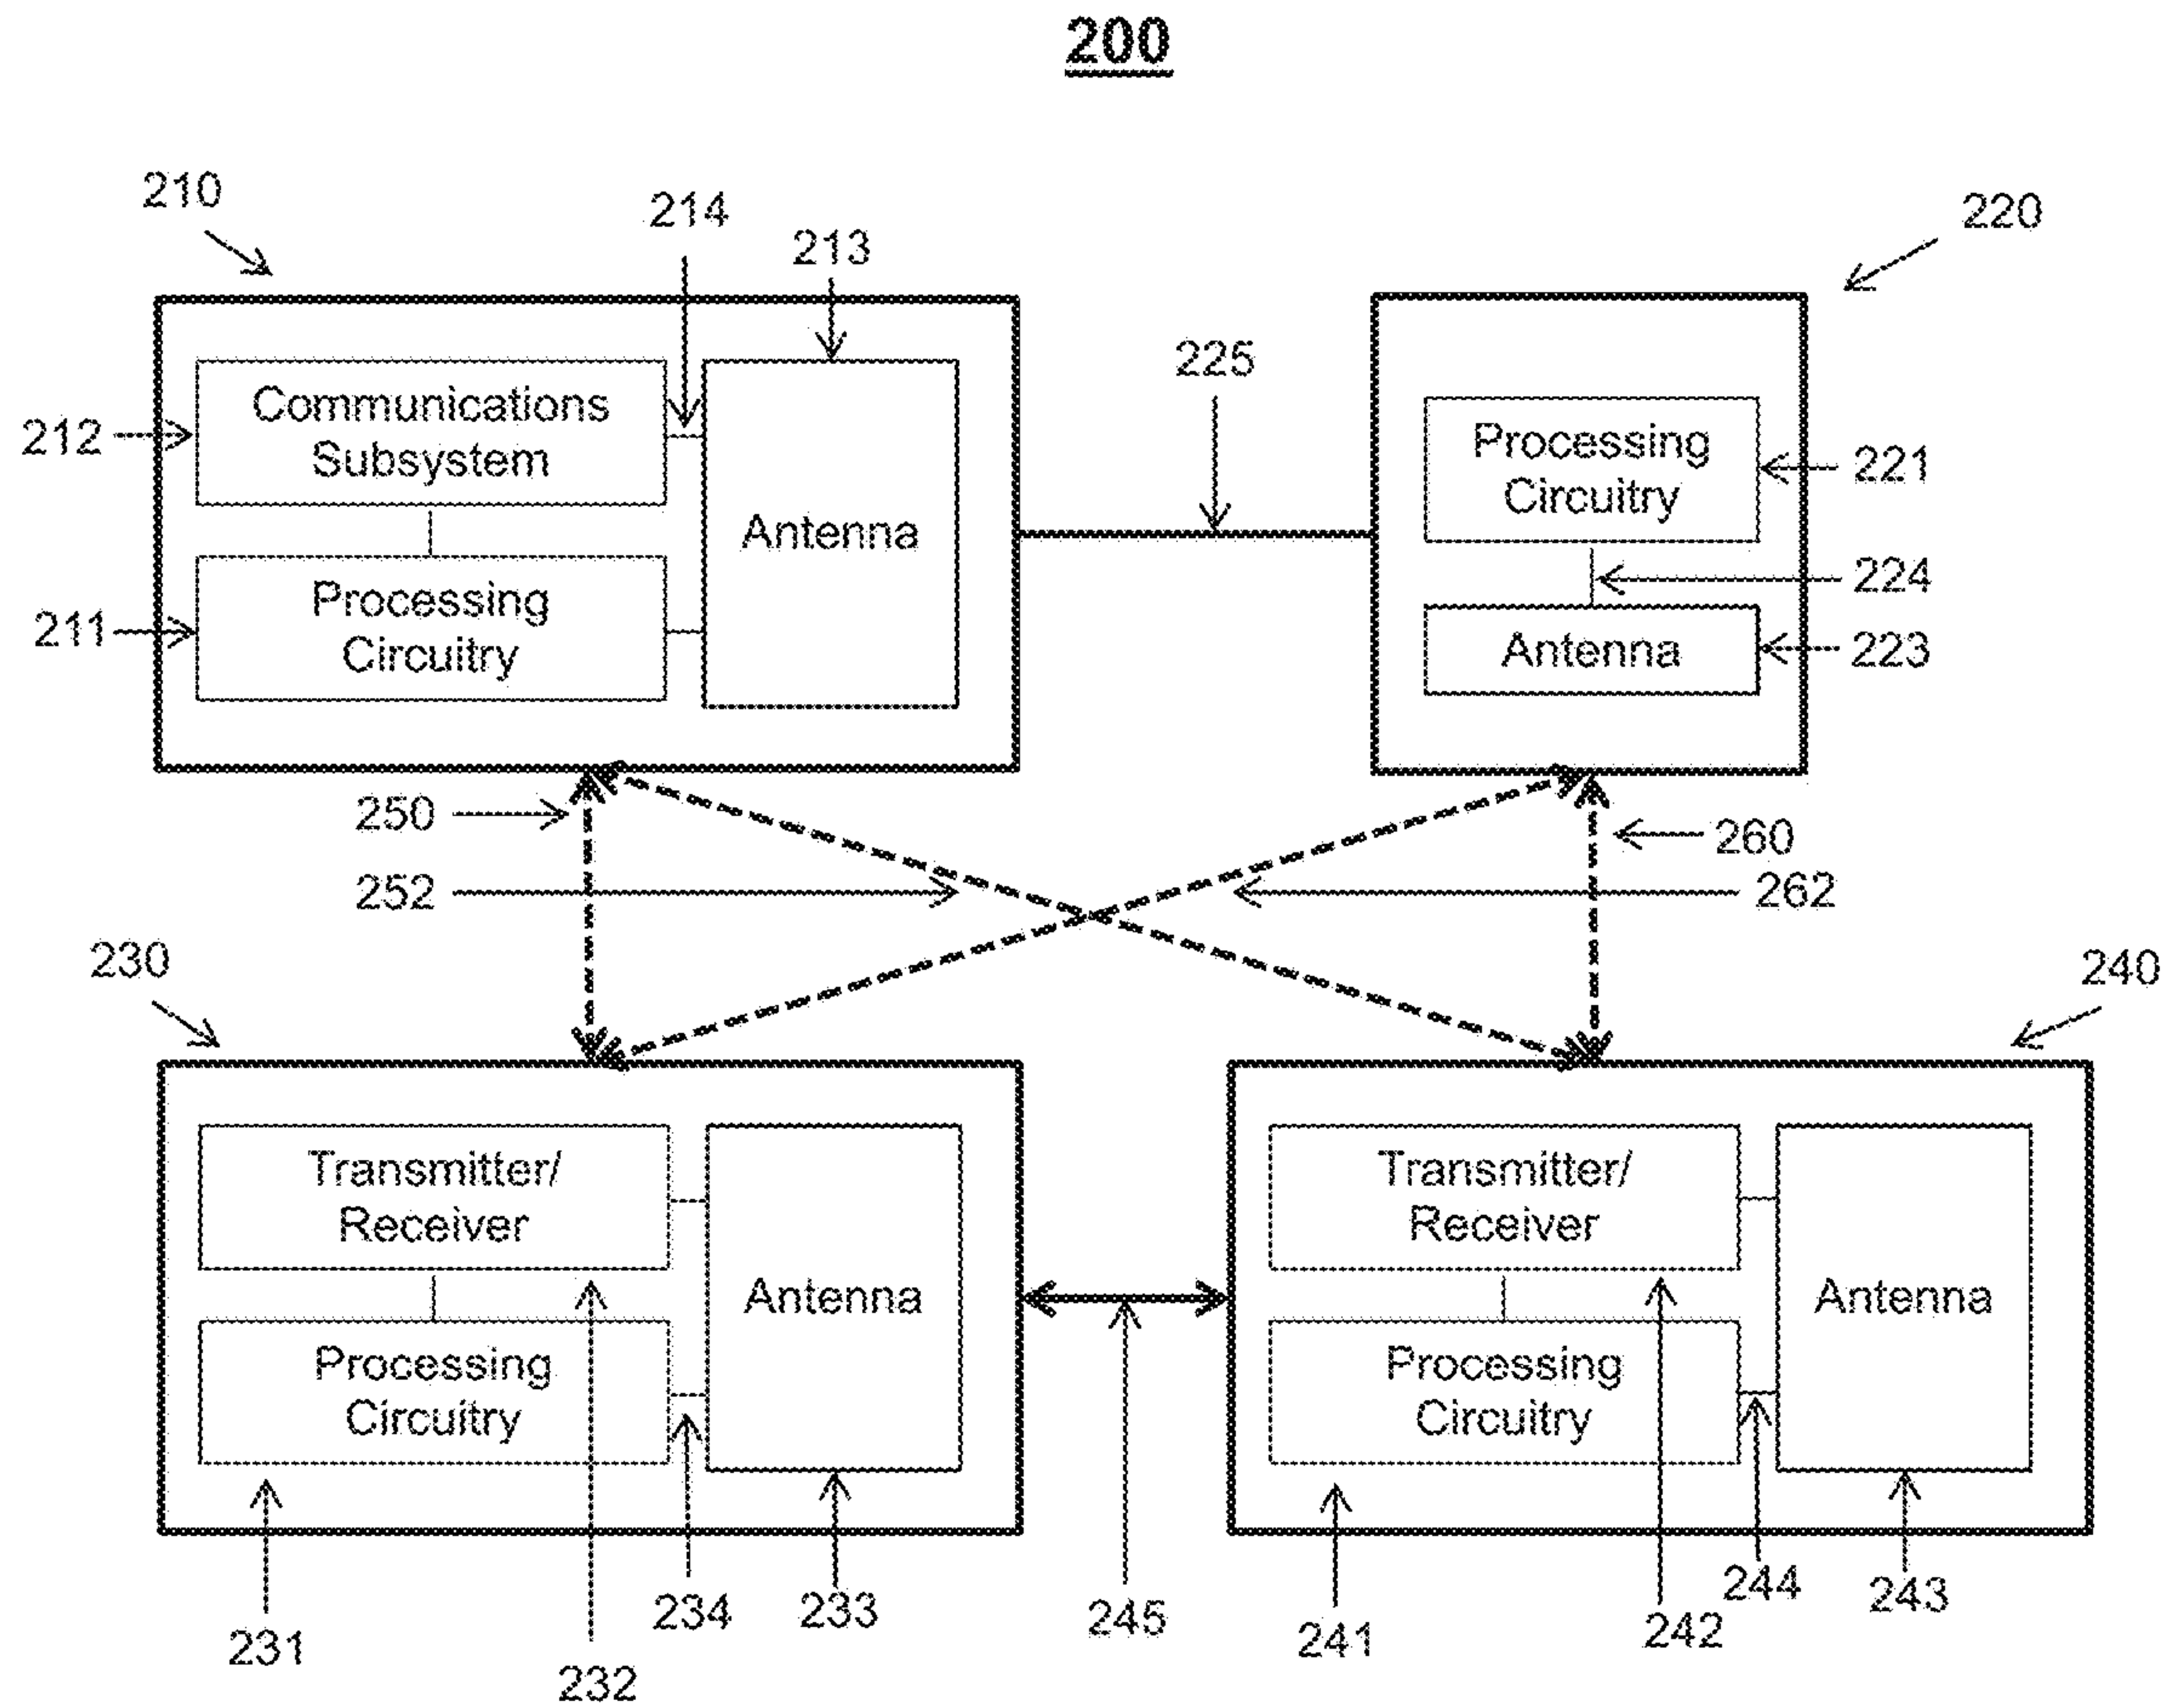 200
210
214
213
220
225
212
Communications
Subsystem
Antenna
Processing
Circuitry
221
211
Processing
Circuitry
224
Antenna
223
250
260
252
262
230
240
Transmitter/
Receiver
Antenna
Processing
Circuitry
Transmitter/
Receiver
Antenna
Processing
Circuitry
231
232
234
233
245
241
242
244
243